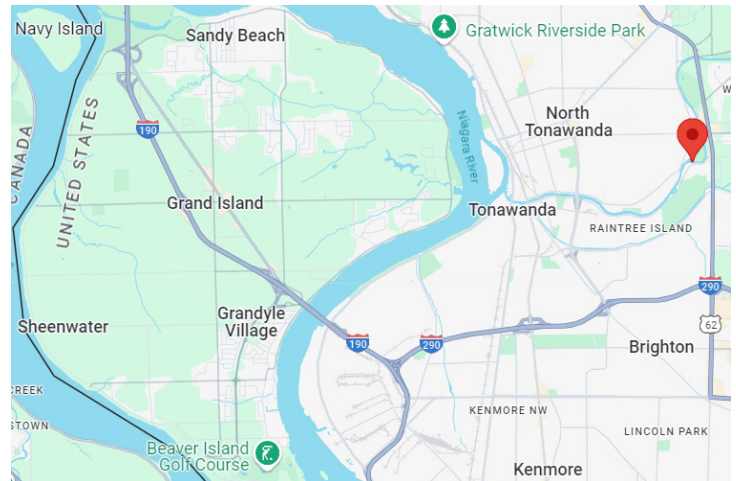 Navy Island
Sandy Beach
Gratwick Riverside Park
190
UNITED STATES
CANADA
Niagara River
North
Tonawanda
W
Grand Island
Tonawanda
RAINTREE ISLAND
290
Sheenwater
Grandyle
Village
190
290
62
Brighton
CREEK
STOWN
KENMORE NW
LINCOLN PARK
Beaver Island
Golf Course
Kenmore